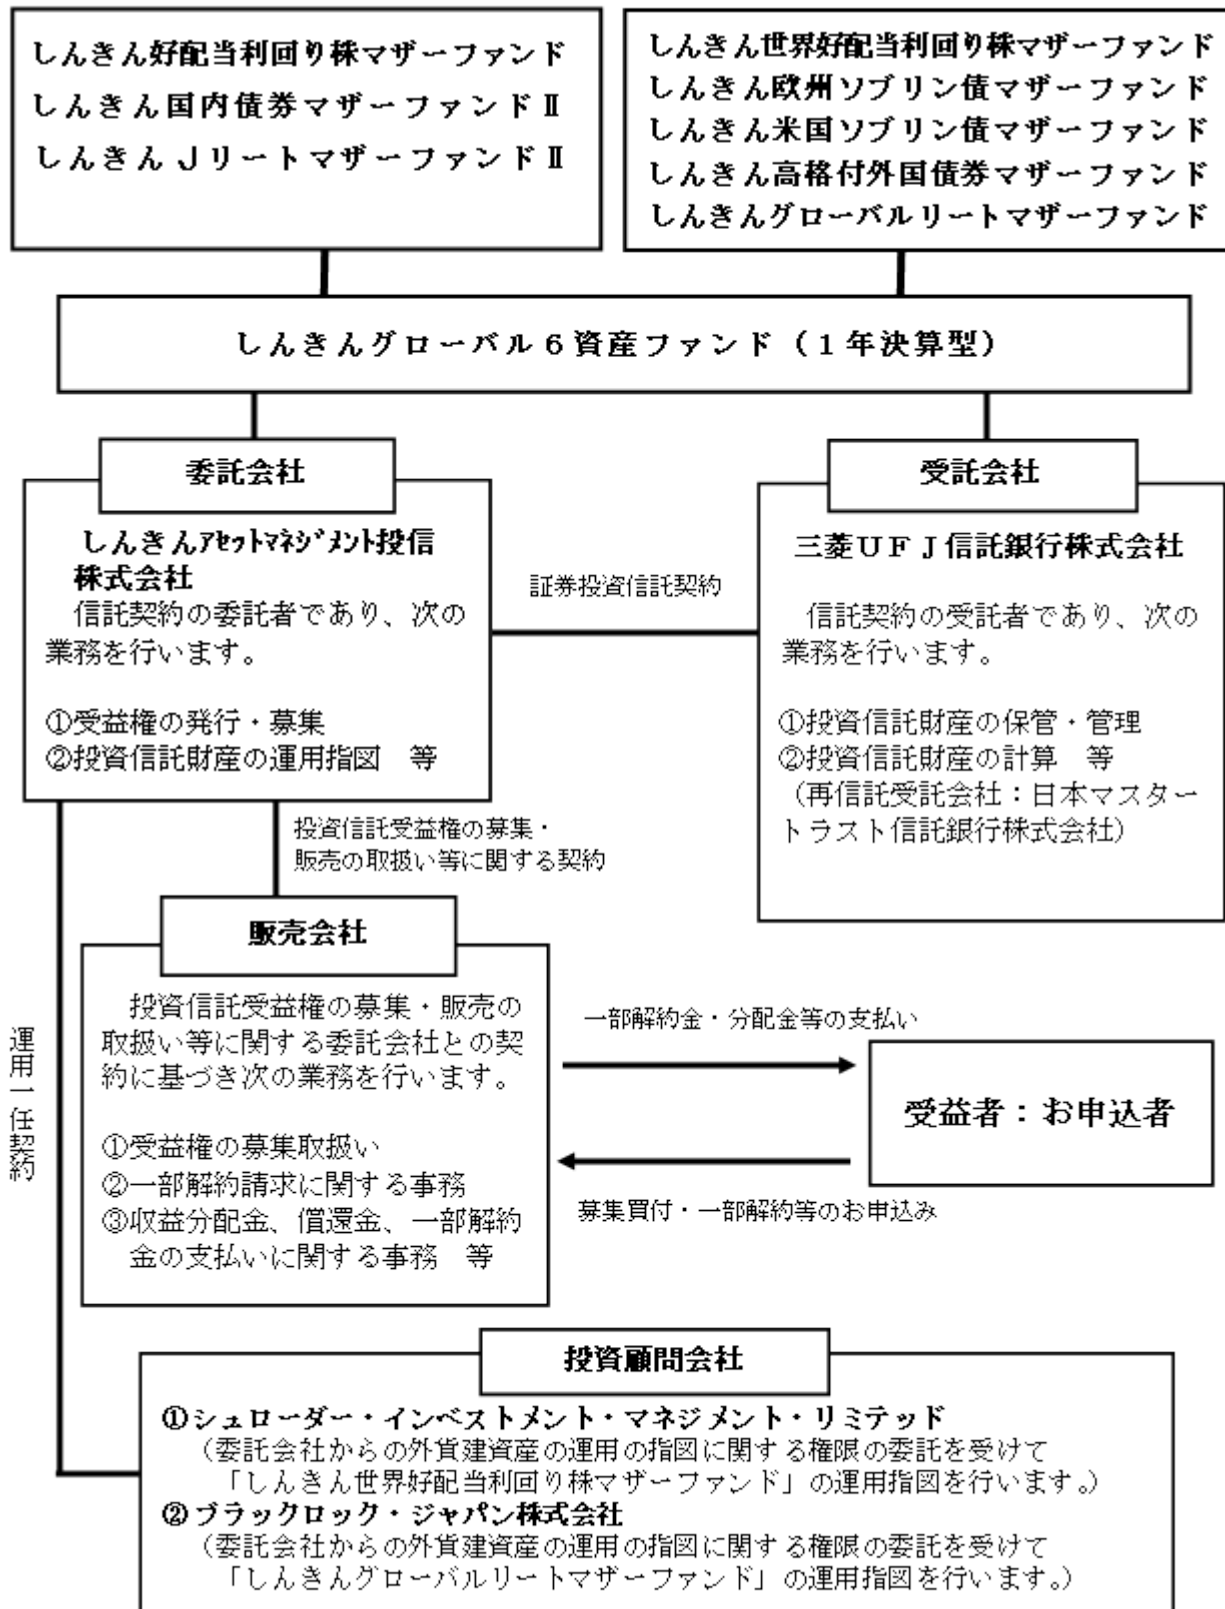 しんきん好配当利回り株マザーファンド
しんきん国内債券マザーファンドⅡ
しんきんJリートマザーファンドⅡ
しんきん世界好配当利回り株マザーファンド
しんきん欧州ソブリン債マザーファンド
しんきん米国ソブリン債マザーファンド
しんきん高格付外国債券マザーファンド
しんきんグローバルリートマザーファンド
しんきんグローバル6資産ファンド(1年決算型)
委託会社
しんきんアセットマネジメント投信
株式会社
信託契約の委託者であり、次の
業務を行います。
①受益権の発行・募集
②投資信託財産の運用指図 等
証券投資信託契約
受託会社
三菱UFJ信託銀行株式会社
信託契約の受託者であり、次の
業務を行います。
①投資信託財産の保管・管理
②投資信託財産の計算 等
(再信託受託会社:日本マスター
トラスト信託銀行株式会社)
投資信託受益権の募集・
販売の取扱い等に関する契約
販売会社
投資信託受益権の募集・販売の
取扱い等に関する委託会社との契
約に基づき次の業務を行います。
①受益権の募集取扱い
②一部解約請求に関する事務
③収益分配金、償還金、一部解約
金の支払いに関する事務 等
一部解約金・分配金等の支払い
受益者:お申込者
募集買付・一部解約等のお申込み
運用一任契約
投資顧問会社
①シュローダー・インベストメント・マネジメント・リミテッド
(委託会社からの外貨建資産の運用の指図に関する権限の委託を受けて
「しんきん世界好配当利回り株マザーファンド」の運用指図を行います。)
②ブラックロック・ジャパン株式会社
(委託会社からの外貨建資産の運用の指図に関する権限の委託を受けて
「しんきんグローバルリートマザーファンド」の運用指図を行います。)